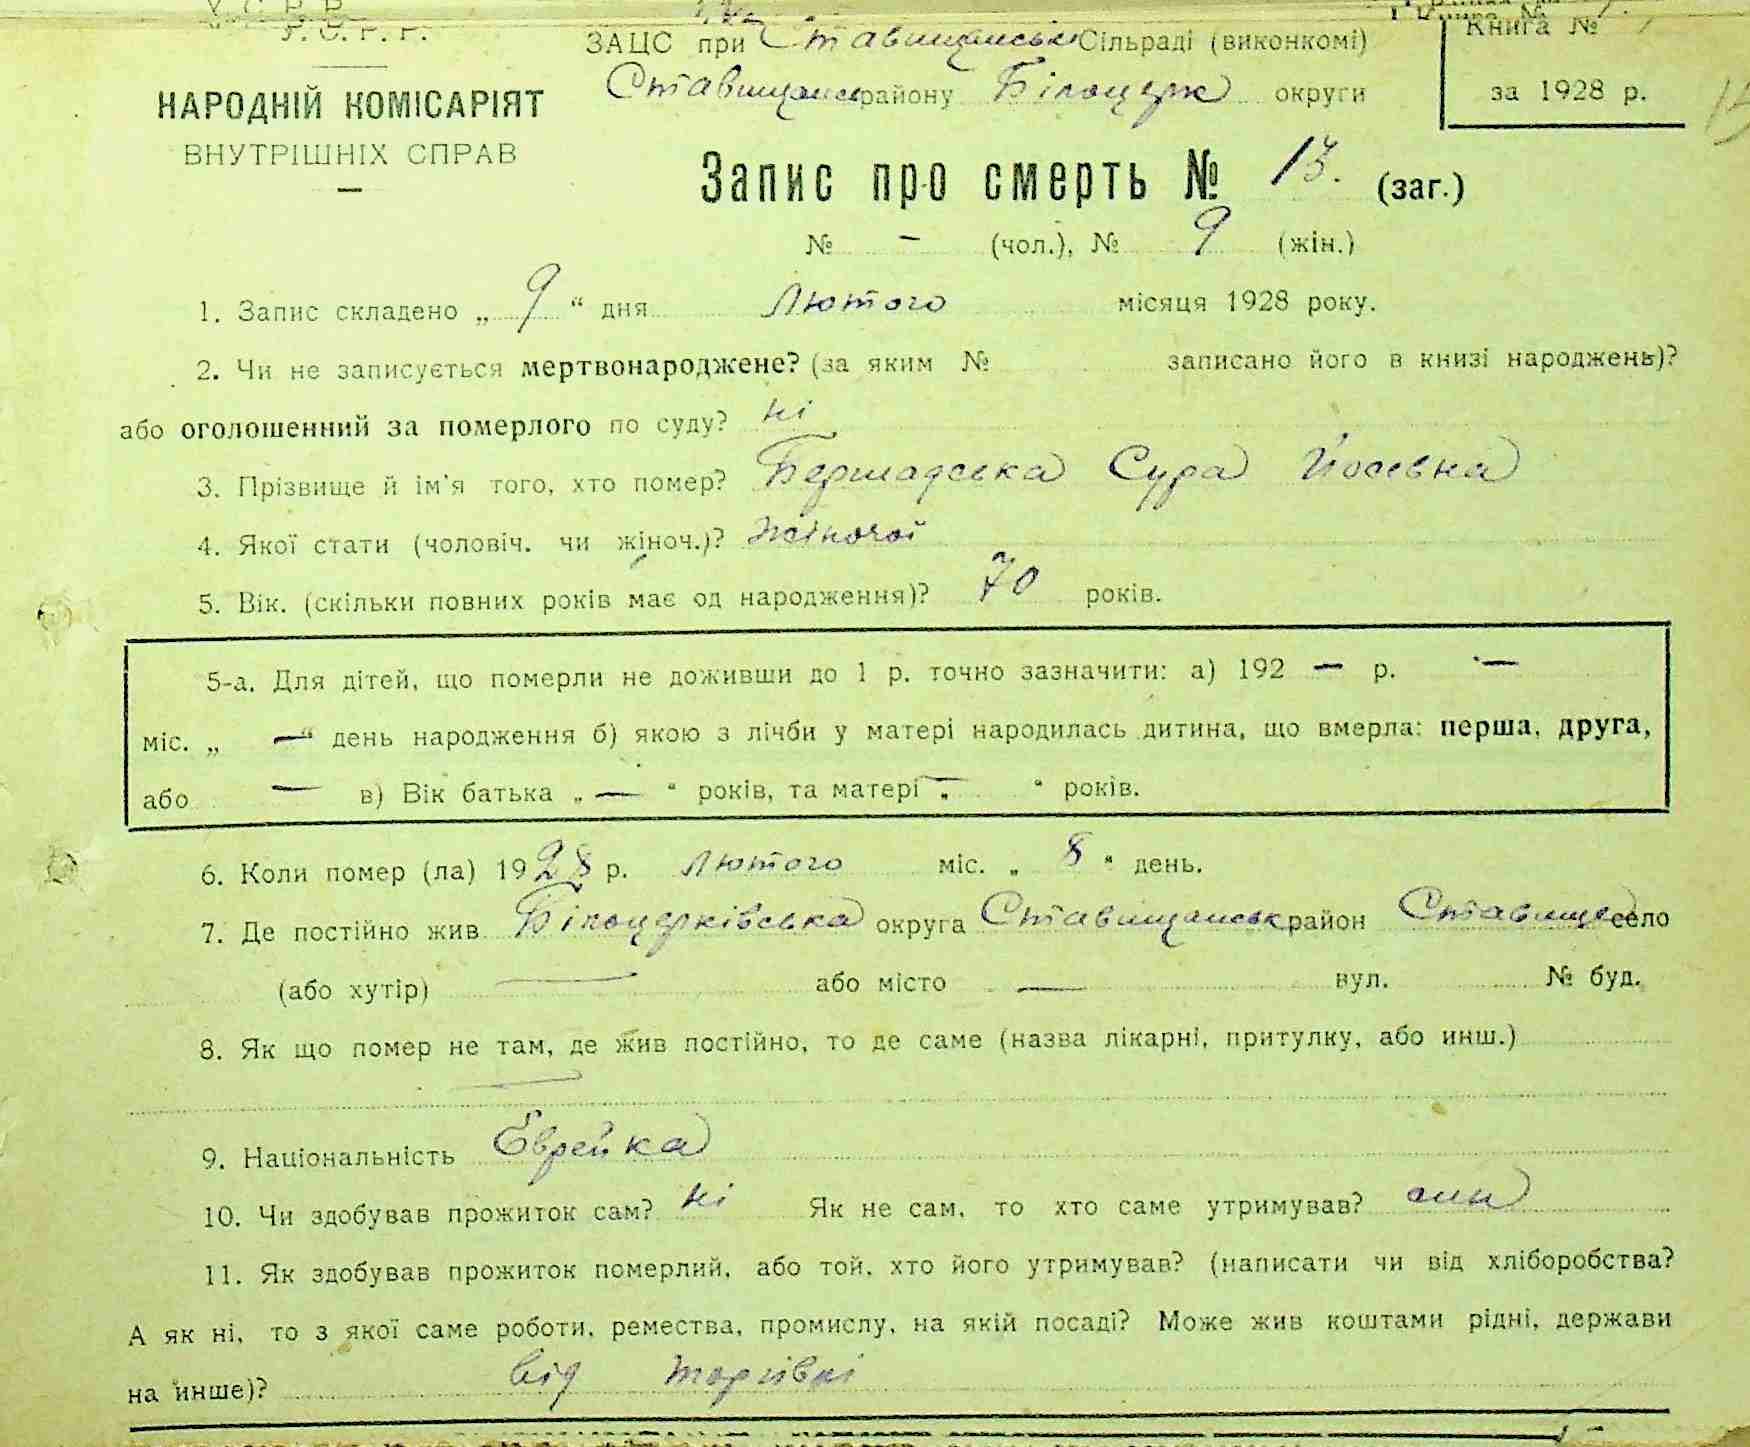 У. С. Р. Р.
ЗАЦС при Ставищанськ Сільраді (виконкомі)
Книга №
Ставищанськ району Білоцерк округи
за 1928 р.
НАРОДНІЙ КОМІСАРІЯТ
ВНУТРІШНІХ СПРАВ
Запис про смерть № 13. (заг.)
№ — (чол.), № 9 (жін.)
1. Запис складено „ 9 “ дня Лютого місяця 1928 року.
2. Чи не записується мертвонароджене? (за яким № записано його в книзі народжень)?
або оголошенний за померлого по суду? ні
3. Прізвище й ім'я того, хто помер? Бершадська Сура Йосівна
4. Якої стати (чоловіч. чи жіноч.)? Жіночої
5. Вік. (скільки повних років має од народження)? 70 років.
5-а. Для дітей, що померли не доживши до 1 р. точно зазначити: а) 192 — р. —
міс. „ —“ день народження б) якою з лічби у матері народилась дитина, що вмерла: перша, друга,
або — в) Вік батька „ — “ років, та матері „ — “ років.
6. Коли помер (ла) 1928 р. Лютого міс. „ 8 “ день.
7. Де постійно жив Білоцерківська округа Ставищанськ район Ставище село
(або хутір) — або місто — вул. № буд.
8. Як що помер не там, де жив постійно, то де саме (назва лікарні, притулку, або инш.)
—
9. Національність Єврейка
10. Чи здобував прожиток сам? ні Як не сам, то хто саме утримував? син
11. Як здобував прожиток померлий, або той, хто його утримував? (написати чи від хліборобства?
А як ні, то з якої саме роботи, ремества, промислу, на якій посаді? Може жив коштами рідні, держави
на инше)? від торгівлі